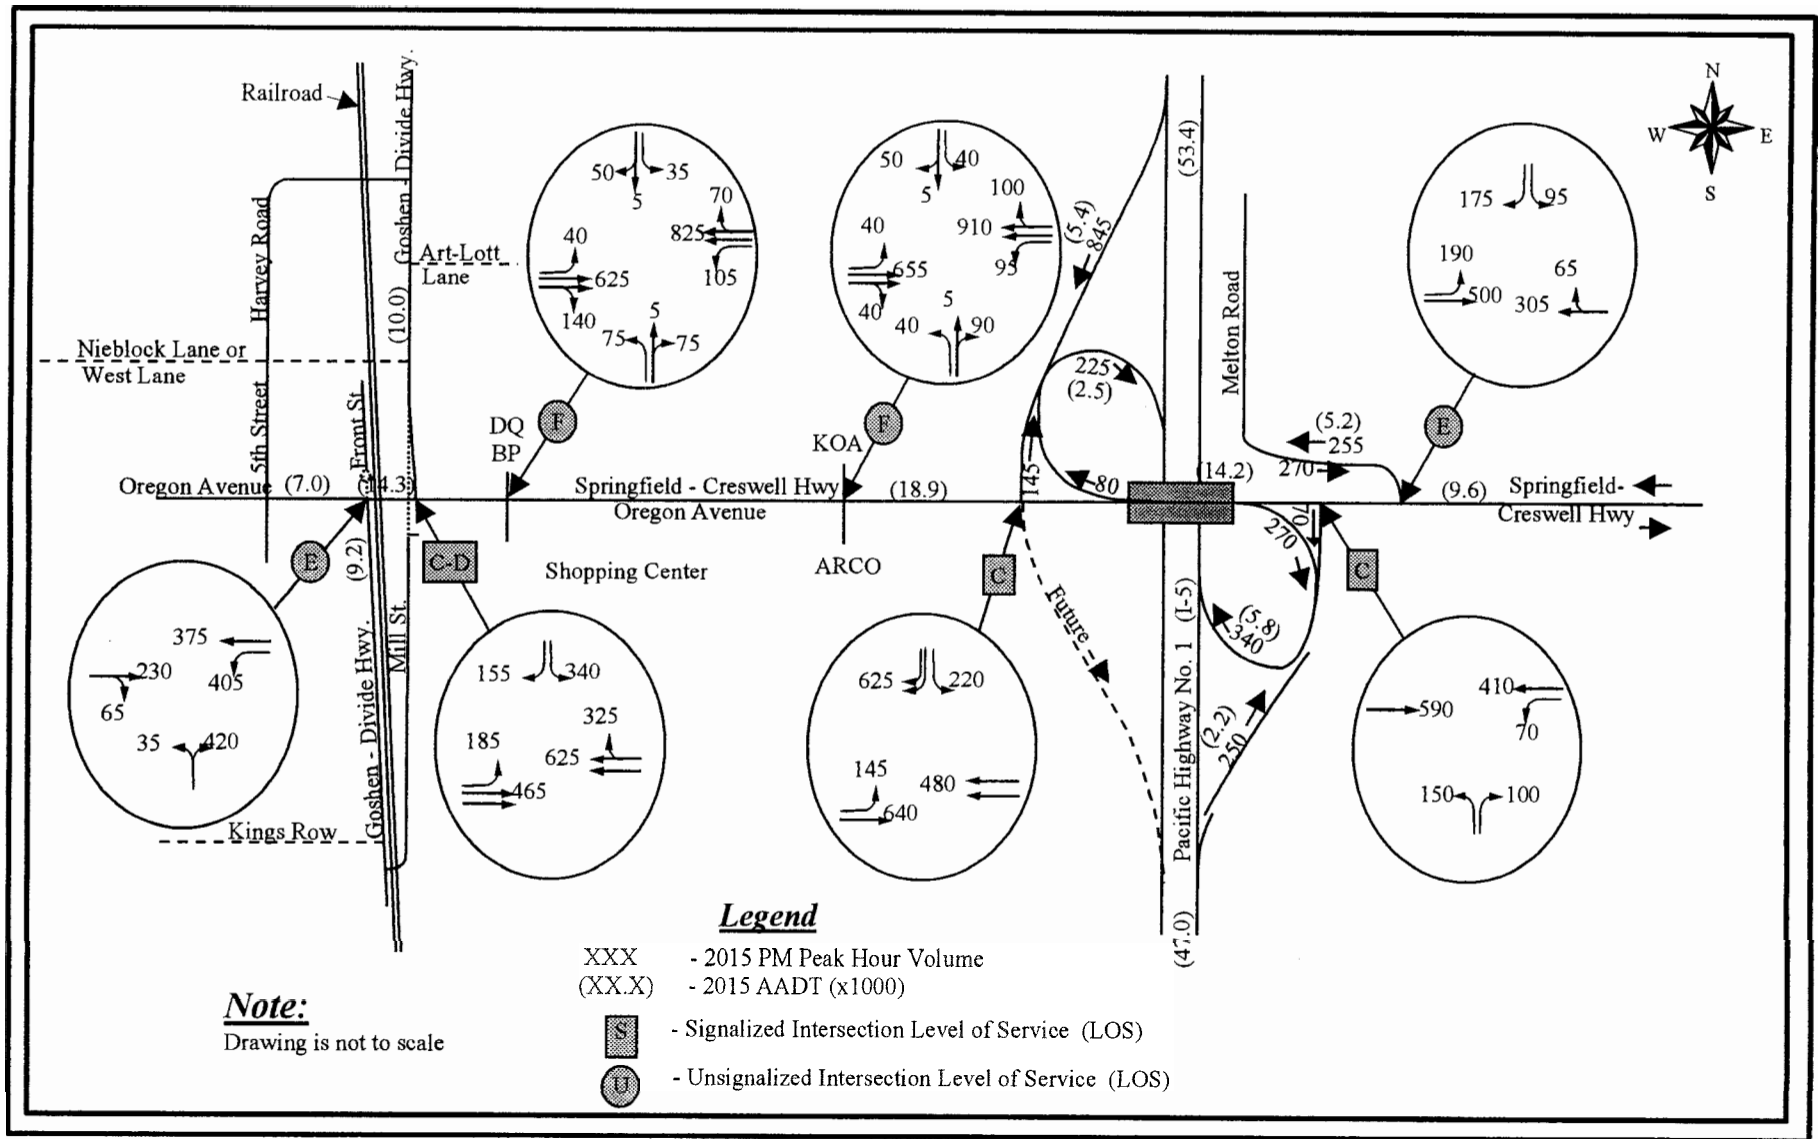 N
W
E
S
Railroad
Goshen - Divide Hwy.
(10.0)
Harvey Road
5th Street
Art-Lott
Lane
Nieblock Lane or
West Lane
Front St
50
35
5
70
825
105
40
625
140
75
5
75
F
DQ
BP
50
40
5
100
910
95
40
655
40
40
5
90
F
KOA
ARCO
(53.4)
(5.4)
845
225
(2.5)
145
80
Melton Road
175
95
190
500
65
305
E
(5.2)
255
270
(14.2)
Oregon Avenue
(7.0)
(14.3)
Springfield - Creswell Hwy
Oregon Avenue
(18.9)
(9.6)
Springfield-
Creswell Hwy
E
(9.2)
C-D
Shopping Center
C
Future
270
70
C
(5.8)
340
(2.2)
250
Pacific Highway No. 1 (I-5)
(47.0)
Goshen - Divide Hwy.
Mill St.
Kings Row
375
405
230
65
35
420
155
340
325
625
185
465
625
220
145
640
480
590
410
70
150
100
Legend
XXX - 2015 PM Peak Hour Volume
(XX.X) - 2015 AADT (x1000)
S - Signalized Intersection Level of Service (LOS)
U - Unsignalized Intersection Level of Service (LOS)
Note:
Drawing is not to scale